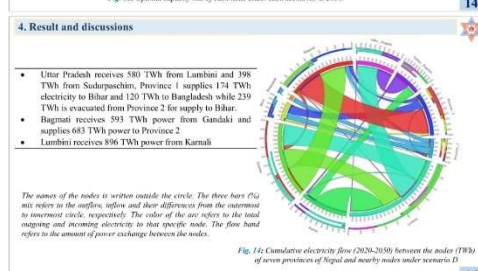 14
4. Result and discussions
• Uttar Pradesh receives 580 TWh from Lumbini and 398
TWh from Sudurpaschim, Province 1 supplies 174 TWh
electricity to Bihar and 120 TWh to Bangladesh while 239
TWh is evacuated from Province 2 for supply to Bihar.
• Bagmati receives 593 TWh power from Gandaki and
supplies 683 TWh power to Province 2
• Lumbini receives 896 TWh power from Karnali
The names of the nodes is written outside the circle. The three bars (%)
mix refers to the outflow, inflow and their differences from the outermost
to innermost circle, respectively. The color of the arc refers to the total
outgoing and incoming electricity to that specific node. The flow band
refers to the amount of power exchange between the nodes.
Fig. 14: Cumulative electricity flow (2020-2050) between the nodes (TWh)
of seven provinces of Nepal and nearby nodes under scenario D